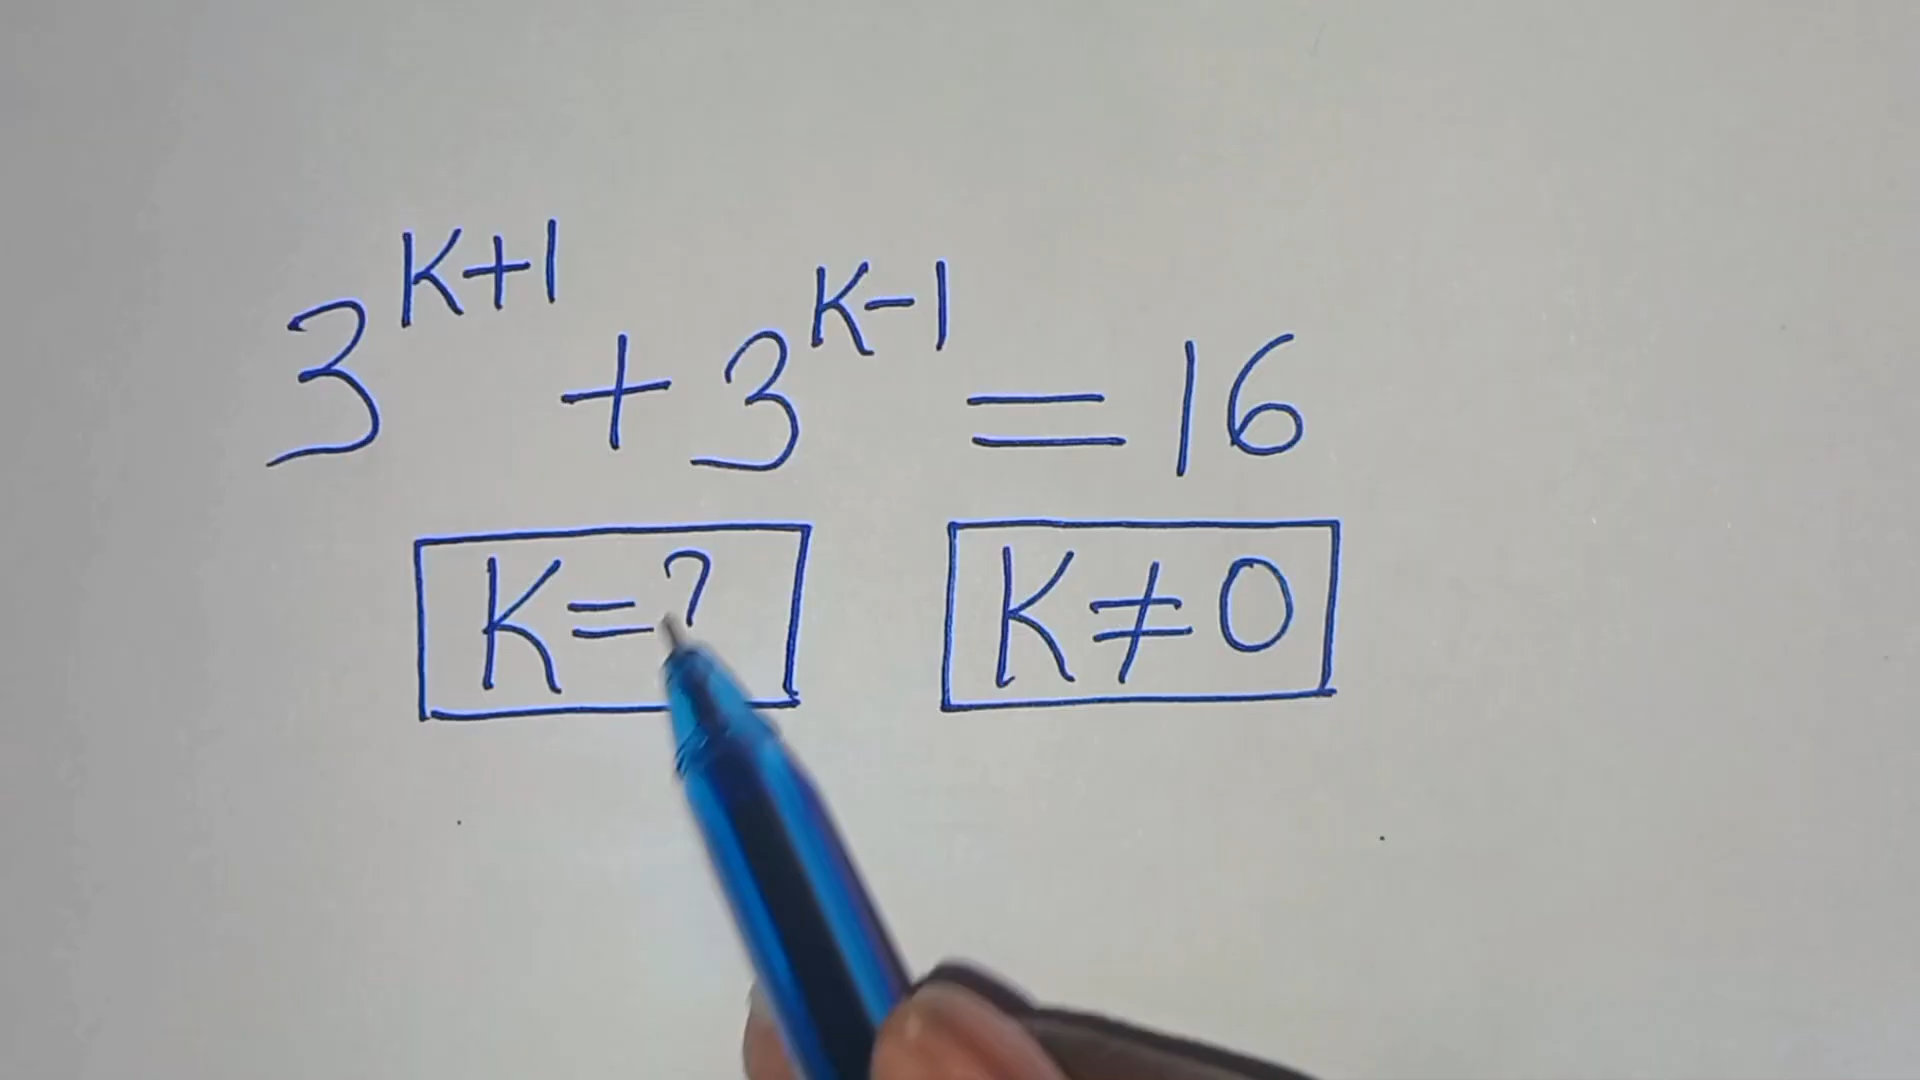 3^{K+1} + 3^{K-1} = 16
K=? K≠0